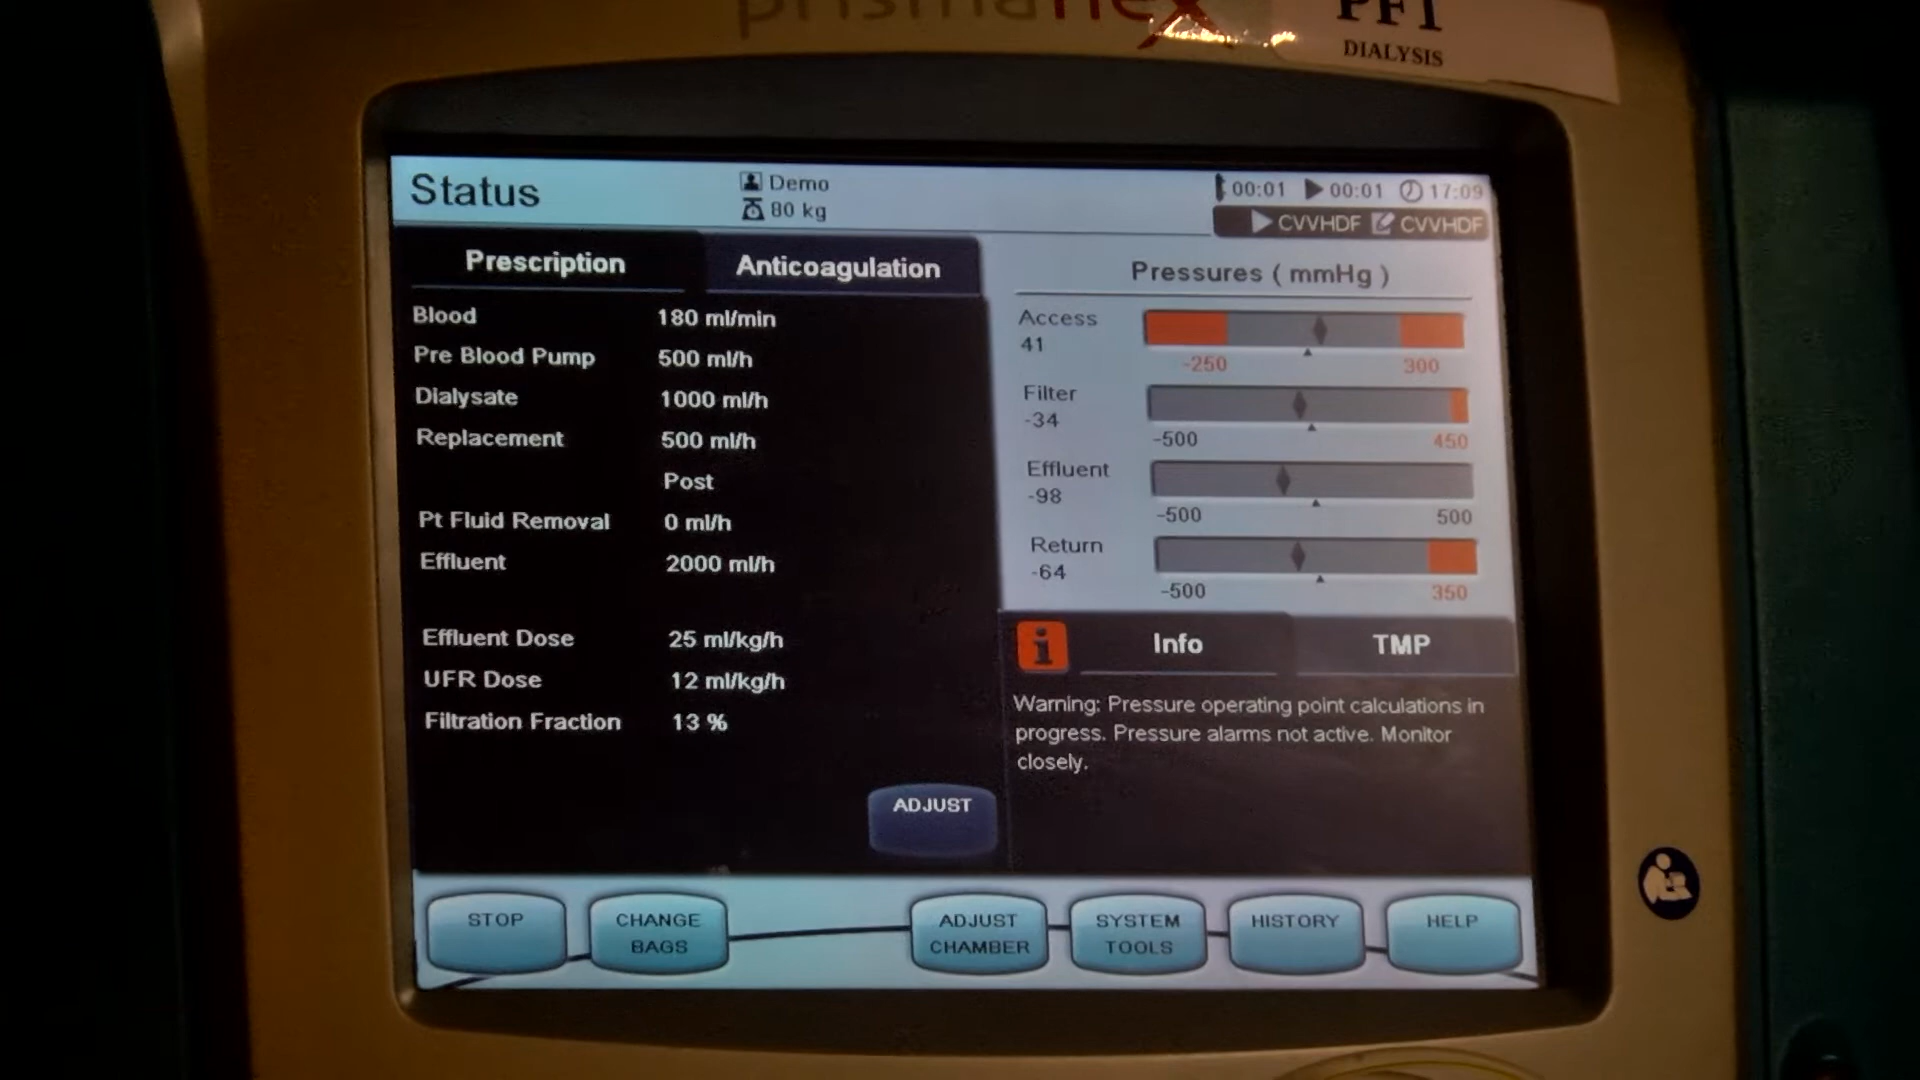 prismaflex
PFT
DIALYSIS
Status
Demo
80 kg
00:01 00:01 17:09
CVVHDF CVVHDF
Prescription Anticoagulation
Blood 180 ml/min
Pre Blood Pump 500 ml/h
Dialysate 1000 ml/h
Replacement 500 ml/h
Post
Pt Fluid Removal 0 ml/h
Effluent 2000 ml/h
Effluent Dose 25 ml/kg/h
UFR Dose 12 ml/kg/h
Filtration Fraction 13 %
ADJUST
Pressures ( mmHg )
Access
41
-250 300
Filter
-34
-500 450
Effluent
-98
-500 500
Return
-64
-500 350
i Info TMP
Warning: Pressure operating point calculations in
progress. Pressure alarms not active. Monitor
closely.
STOP
CHANGE
BAGS
ADJUST
CHAMBER
SYSTEM
TOOLS
HISTORY
HELP